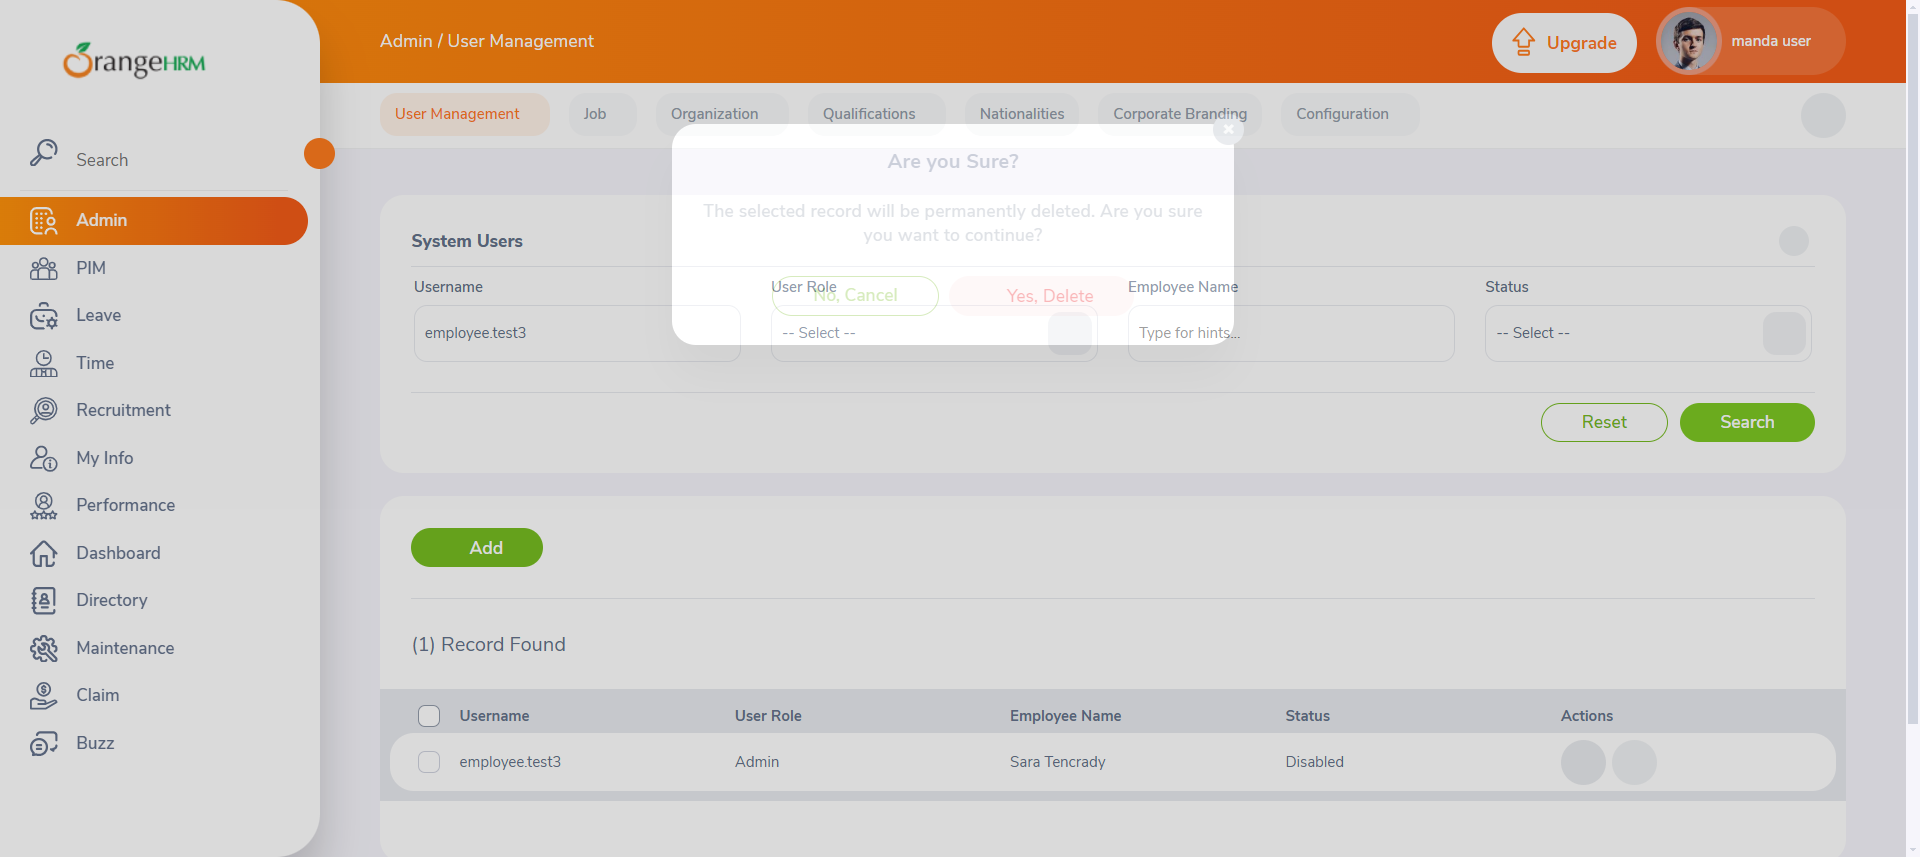 OrangeHRM
Search
Admin
PIM
Leave
Time
Recruitment
My Info
Performance
Dashboard
Directory
Maintenance
Claim
Buzz
Admin / User Management
Upgrade
manda user
User Management Job Organization Qualifications Nationalities Corporate Branding Configuration
Are you Sure?
The selected record will be permanently deleted. Are you sure
you want to continue?
No, Cancel Yes, Delete
System Users
Username User Role Employee Name Status
employee.test3 -- Select -- Type for hints... -- Select --
Reset Search
Add
(1) Record Found
Username User Role Employee Name Status Actions
employee.test3 Admin Sara Tencrady Disabled